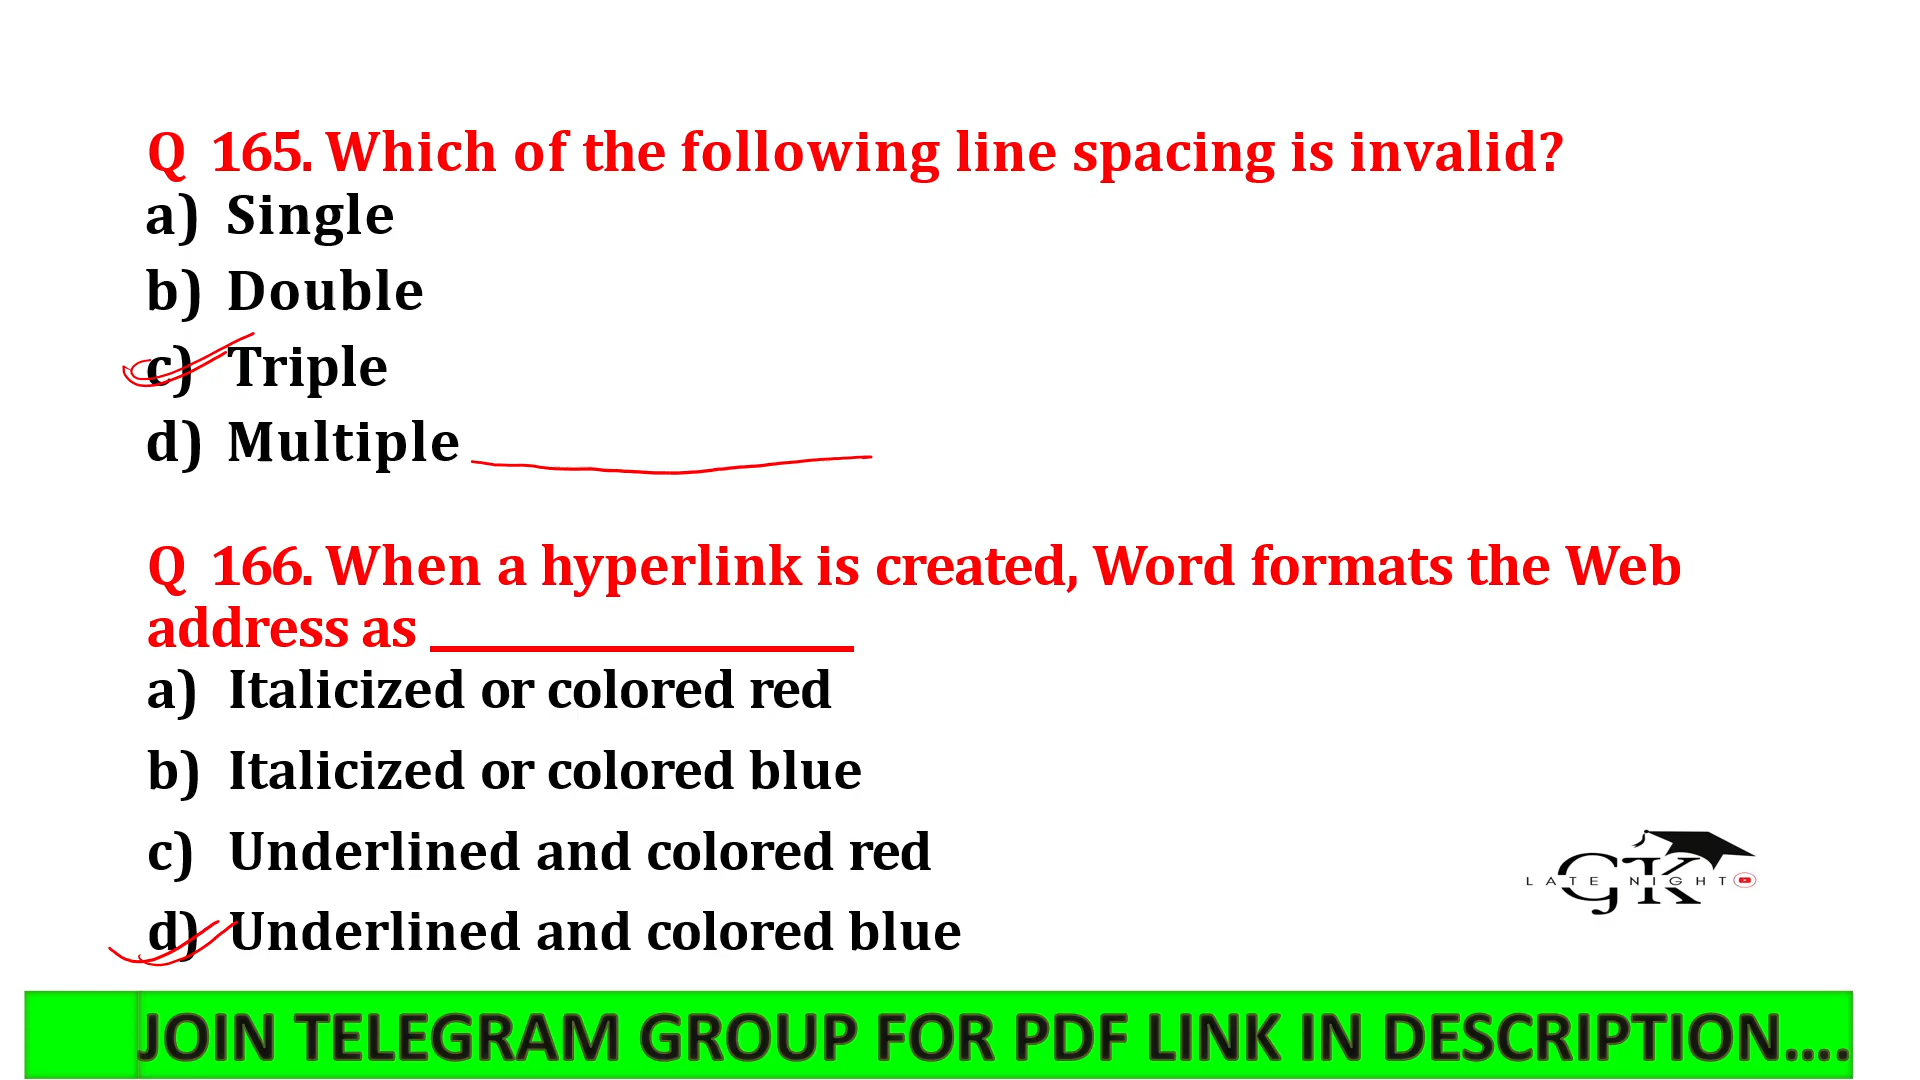 Q 165. Which of the following line spacing is invalid?
a) Single
b) Double
c) Triple
d) Multiple
Q 166. When a hyperlink is created, Word formats the Web
address as _______________
a) Italicized or colored red
b) Italicized or colored blue
c) Underlined and colored red
d) Underlined and colored blue
GK
LATE NIGHT
JOIN TELEGRAM GROUP FOR PDF LINK IN DESCRIPTION....